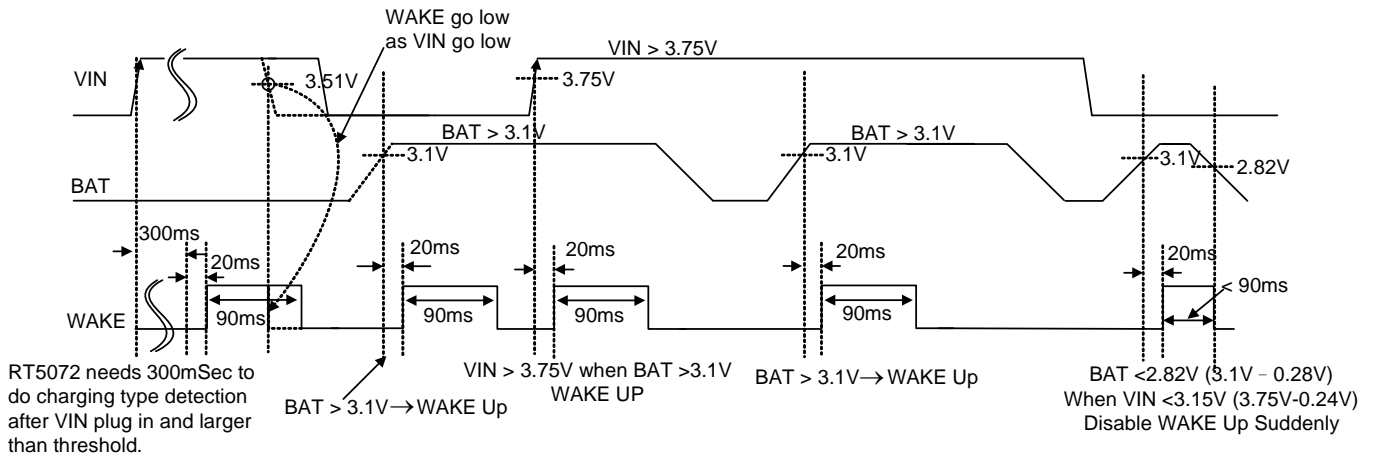 WAKE go low
as VIN go low
VIN > 3.75V
VIN
3.51V
3.75V
BAT > 3.1V
BAT > 3.1V
3.1V
3.1V
3.1V
2.82V
BAT
300ms
20ms
20ms
20ms
20ms
20ms
< 90ms
WAKE
90ms
90ms
90ms
90ms
RT5072 needs 300mSec to
do charging type detection
after VIN plug in and larger
than threshold.
BAT > 3.1V→WAKE Up
VIN > 3.75V when BAT >3.1V
WAKE UP
BAT > 3.1V→WAKE Up
BAT <2.82V (3.1V – 0.28V)
When VIN <3.15V (3.75V-0.24V)
Disable WAKE Up Suddenly